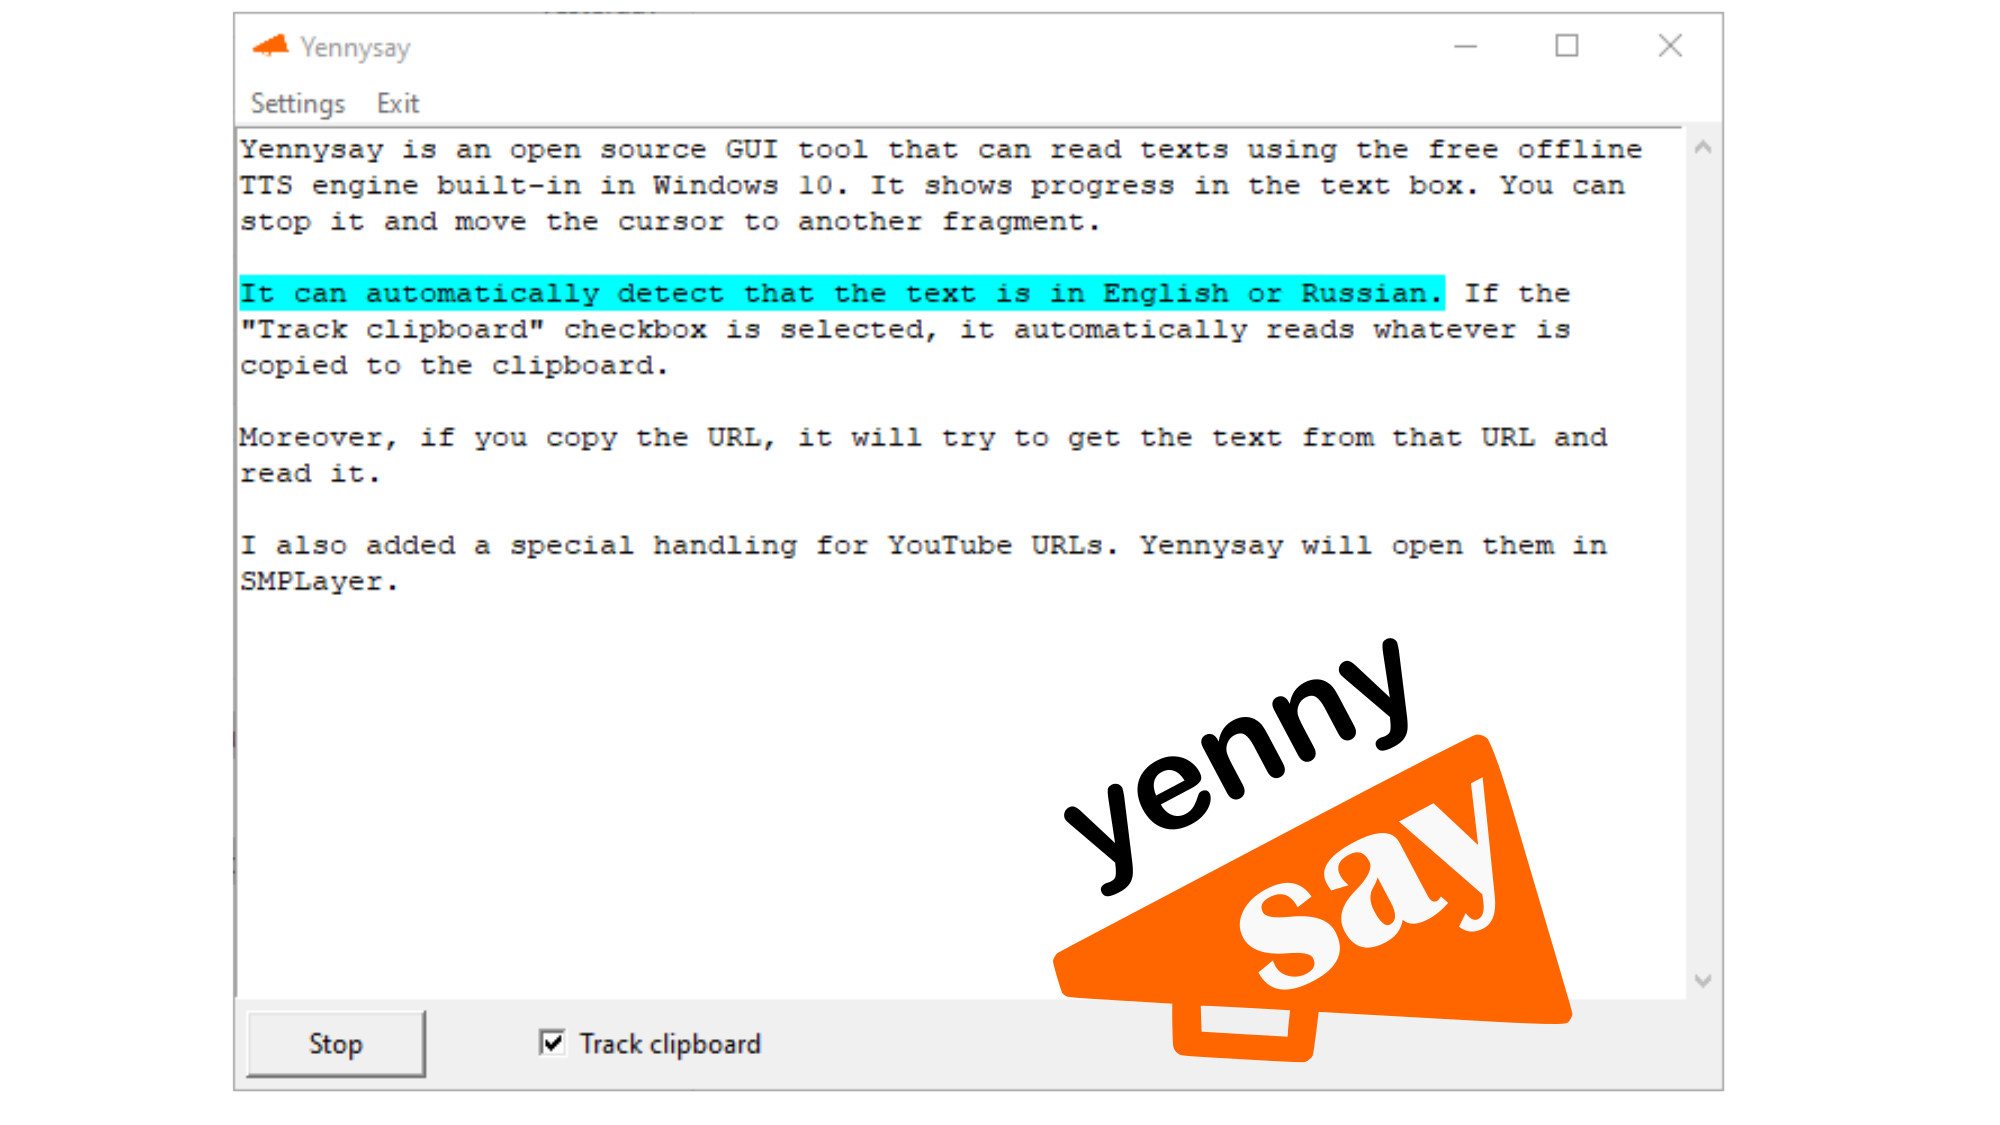 Yennysay
Settings Exit
Yennysay is an open source GUI tool that can read texts using the free offline
TTS engine built-in in Windows 10. It shows progress in the text box. You can
stop it and move the cursor to another fragment.
It can automatically detect that the text is in English or Russian. If the
"Track clipboard" checkbox is selected, it automatically reads whatever is
copied to the clipboard.
Moreover, if you copy the URL, it will try to get the text from that URL and
read it.
I also added a special handling for YouTube URLs. Yennysay will open them in
SMPLayer.
yenny
say
Stop Track clipboard